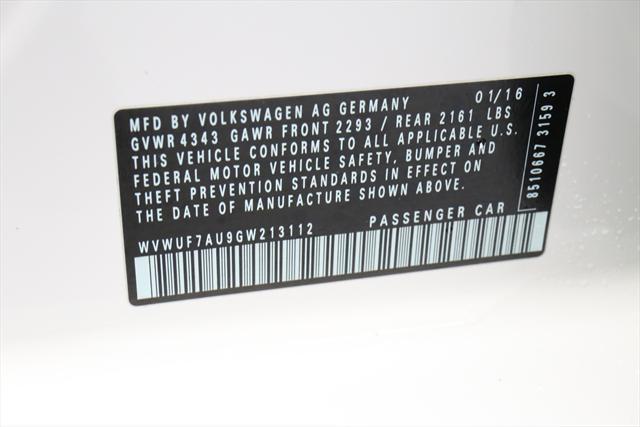 MFD BY VOLKSWAGEN AG GERMANY 01/16
GVWR 4343 GAWR FRONT 2293 / REAR 2161 LBS
THIS VEHICLE CONFORMS TO ALL APPLICABLE U.S.
FEDERAL MOTOR VEHICLE SAFETY, BUMPER AND
THEFT PREVENTION STANDARDS IN EFFECT ON
THE DATE OF MANUFACTURE SHOWN ABOVE.
WVWUF7AU9GW213112 PASSENGER CAR
8510667 3159 3